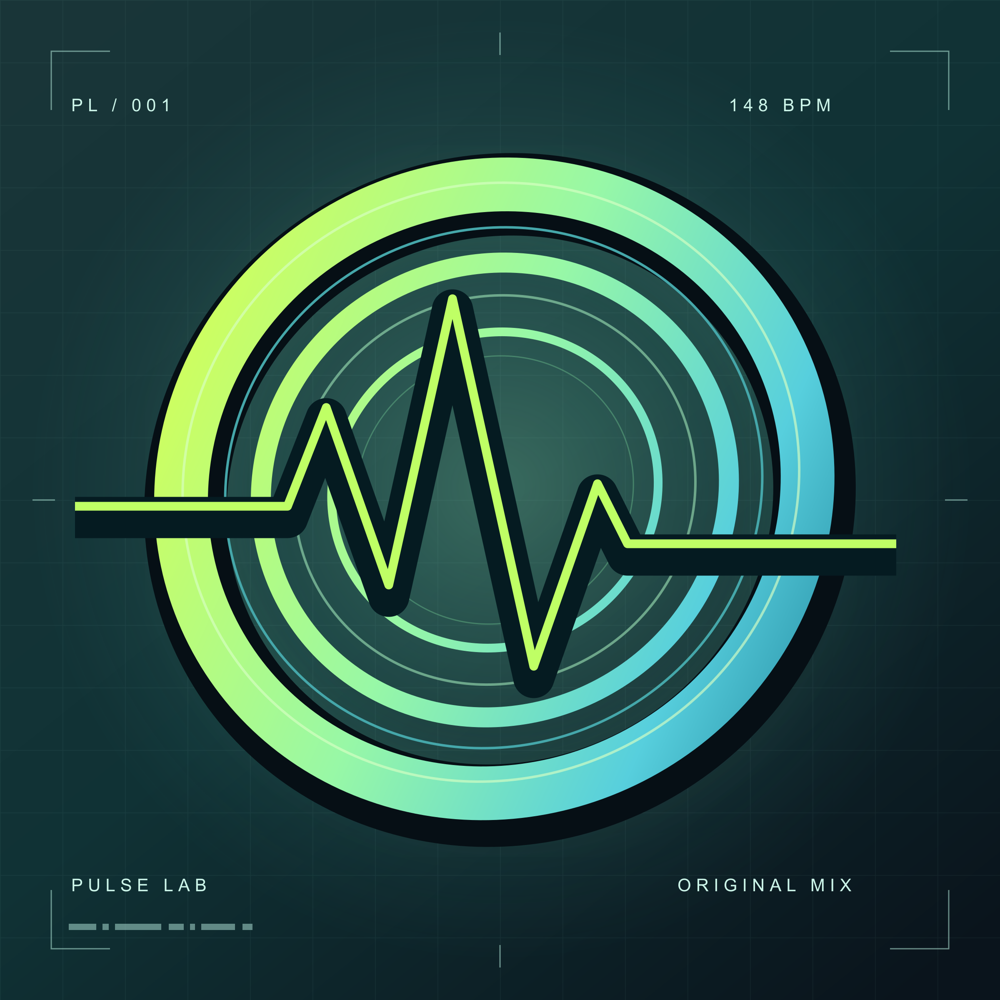 PL / 001
148 BPM
PULSE LAB
ORIGINAL MIX